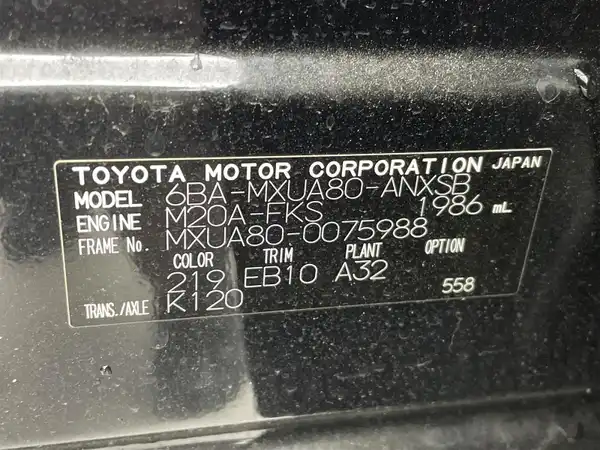 TOYOTA MOTOR CORPORATION JAPAN
MODEL 6BA-MXUA80-ANXSB
ENGINE M20A-FKS 1986 mL
FRAME No. MXUA80-0075988
COLOR TRIM PLANT OPTION
219 EB10 A32
TRANS./AXLE K120 558